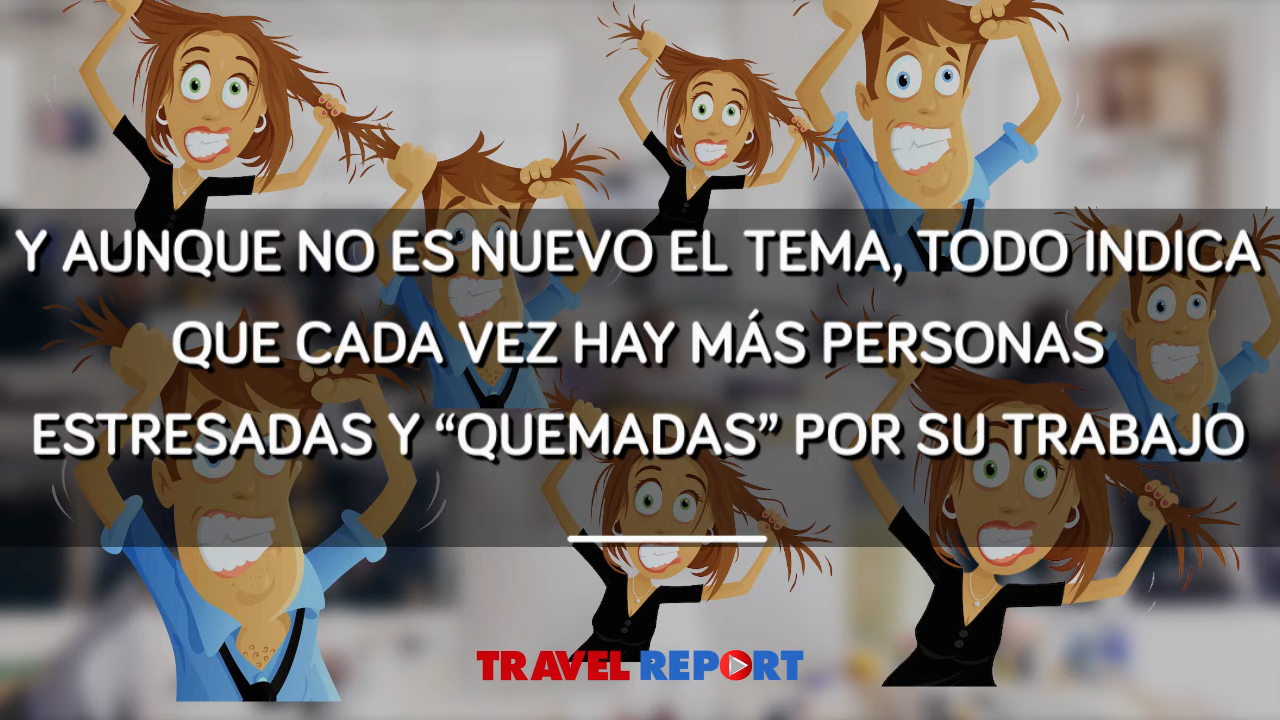 Y AUNQUE NO ES NUEVO EL TEMA, TODO INDICA
QUE CADA VEZ HAY MÁS PERSONAS
ESTRESADAS Y “QUEMADAS” POR SU TRABAJO
TRAVEL REPORT